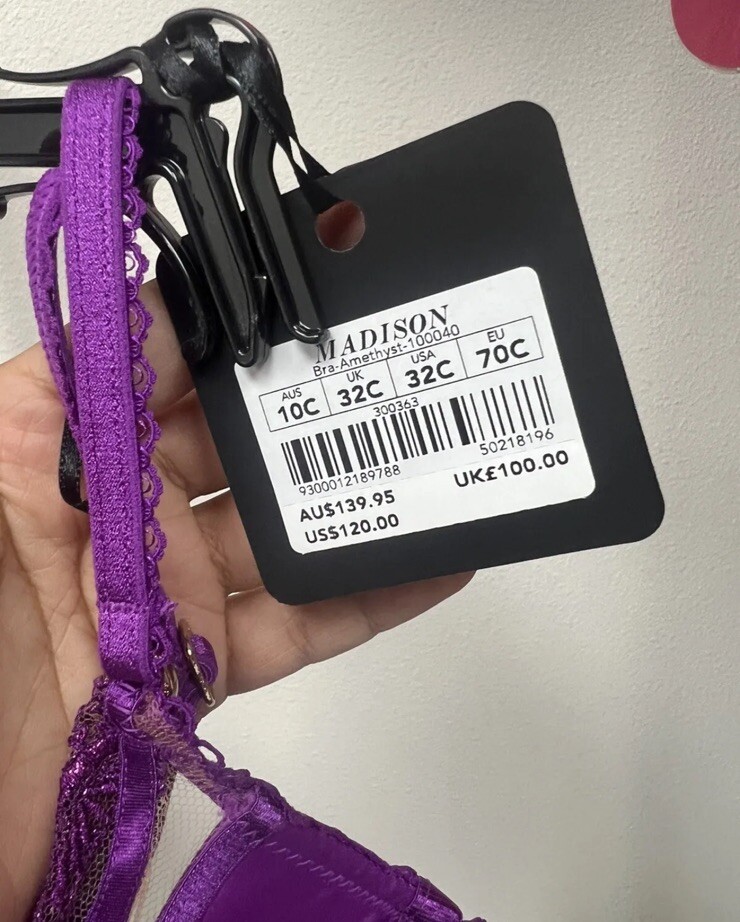 MADISON
Bra-Amethyst-100040
AUS UK USA EU
10C 32C 32C 70C
300363
9300012189788 50218196
AU$139.95 UK£100.00
US$120.00